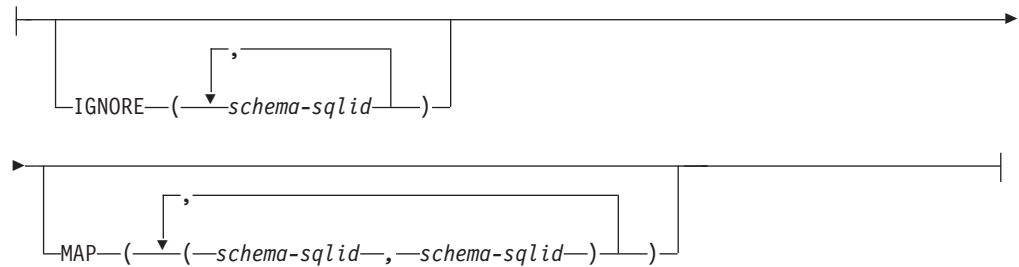 ,
IGNORE ( schema-sqlid )
,
MAP ( ( schema-sqlid , schema-sqlid ) )